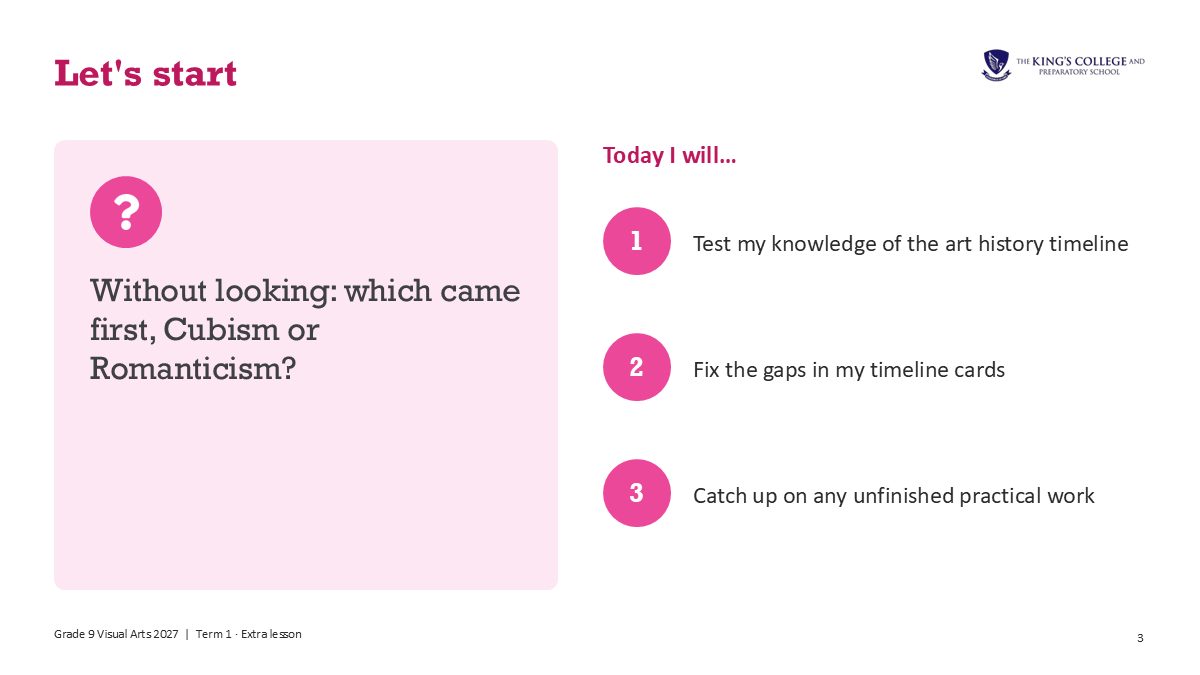 Let's start
THE KING'S COLLEGE AND
PREPARATORY SCHOOL
?
Without looking: which came
first, Cubism or
Romanticism?
Today I will...
1
Test my knowledge of the art history timeline
2
Fix the gaps in my timeline cards
3
Catch up on any unfinished practical work
Grade 9 Visual Arts 2027 | Term 1 · Extra lesson
3